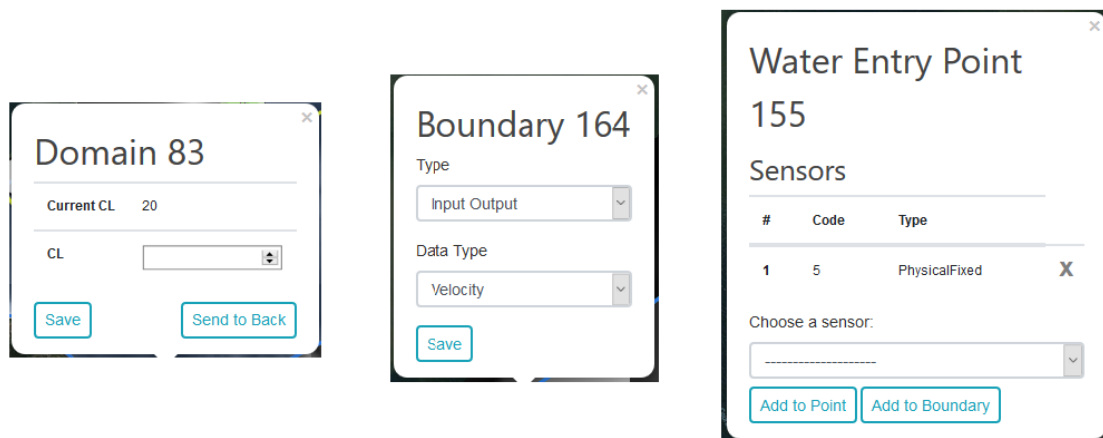 ×
Domain 83
Current CL 20
CL
Save Send to Back
×
Boundary 164
Type
Input Output
Data Type
Velocity
Save
×
Water Entry Point
155
Sensors
# Code Type
1 5 PhysicalFixed X
Choose a sensor:
--------------------
Add to Point Add to Boundary